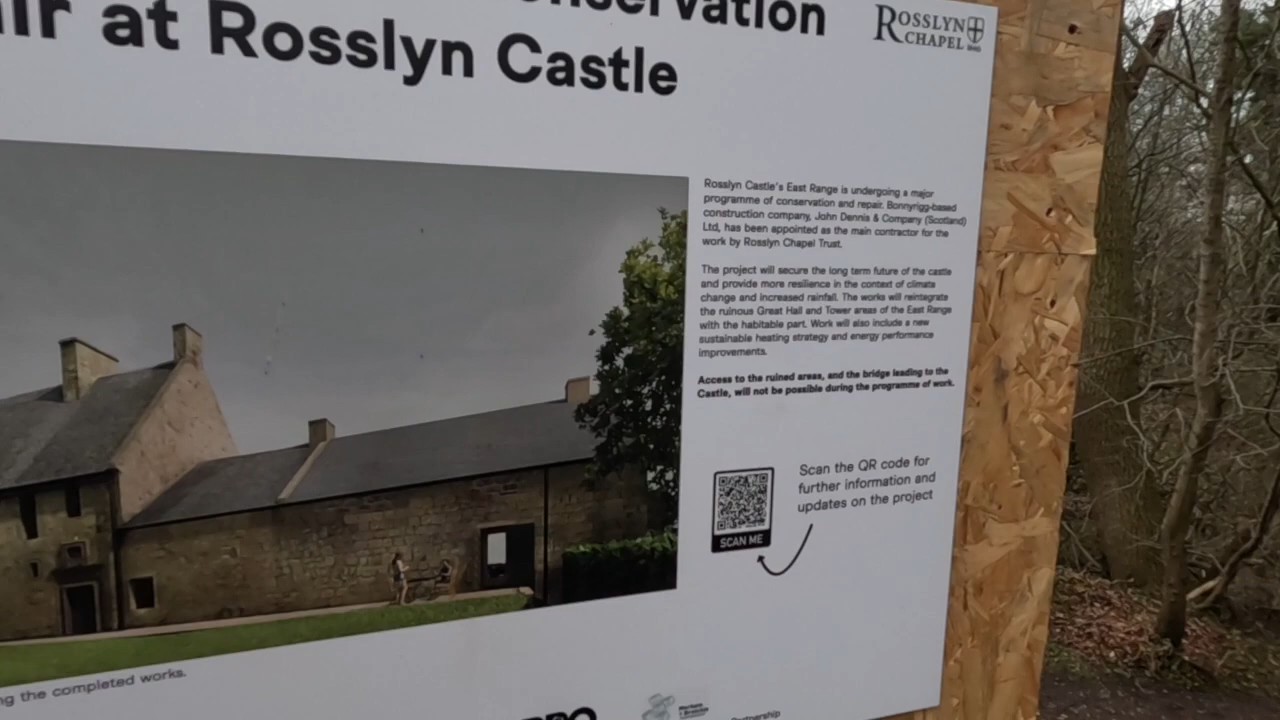 at Rosslyn Castle
ROSSLYN
CHAPEL
Rosslyn Castle's East Range is undergoing a major
programme of conservation and repair. Bonnyrigg-based
construction company, John Dennis & Company (Scotland)
Ltd, has been appointed as the main contractor for the
work by Rosslyn Chapel Trust.
The project will secure the long term future of the castle
and provide more resilience in the context of climate
change and increased rainfall. The works will reintegrate
the ruinous Great Hall and Tower areas of the East Range
with the habitable part. Work will also include a new
sustainable heating strategy and energy performance
improvements.
Access to the ruined areas, and the bridge leading to the
Castle, will not be possible during the programme of work.
Scan the QR code for
further information and
updates on the project
SCAN ME
the completed works.
Partnership